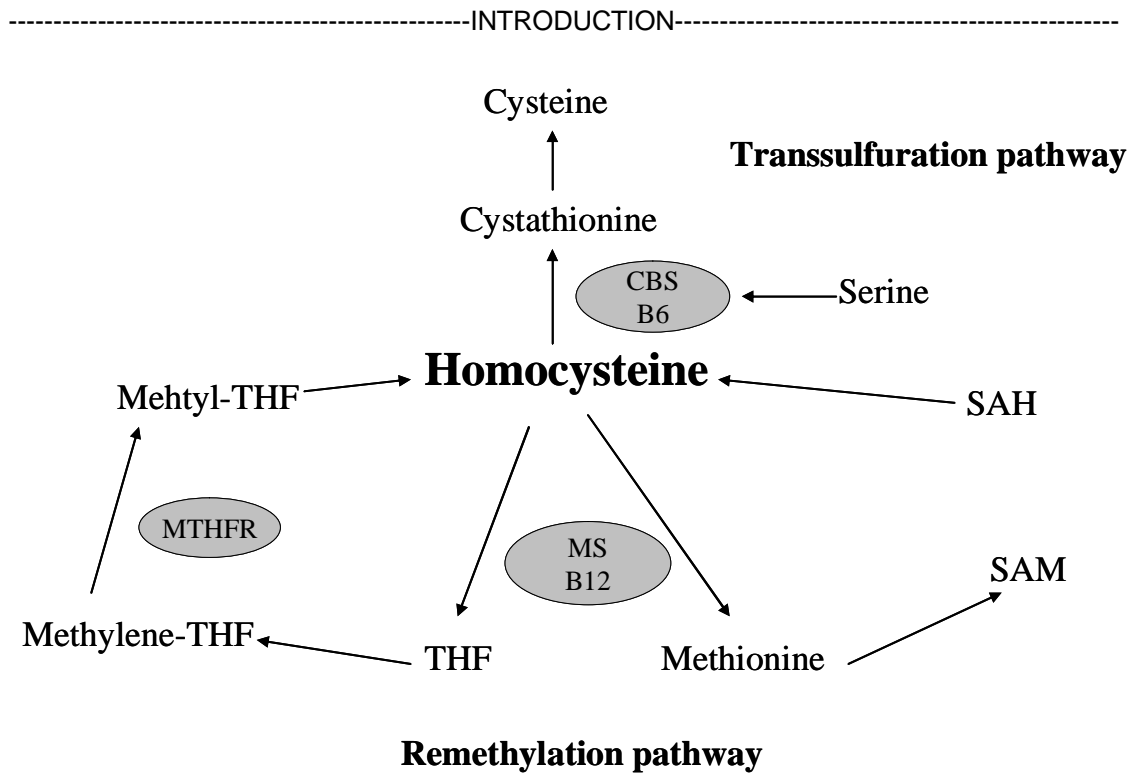 -----------------------------------------------------INTRODUCTION---------------------------------------------------
Cysteine
Transsulfuration pathway
Cystathionine
CBS
B6
Serine
Homocysteine
Mehtyl-THF
SAH
MTHFR
MS
B12
SAM
Methylene-THF
THF
Methionine
Remethylation pathway